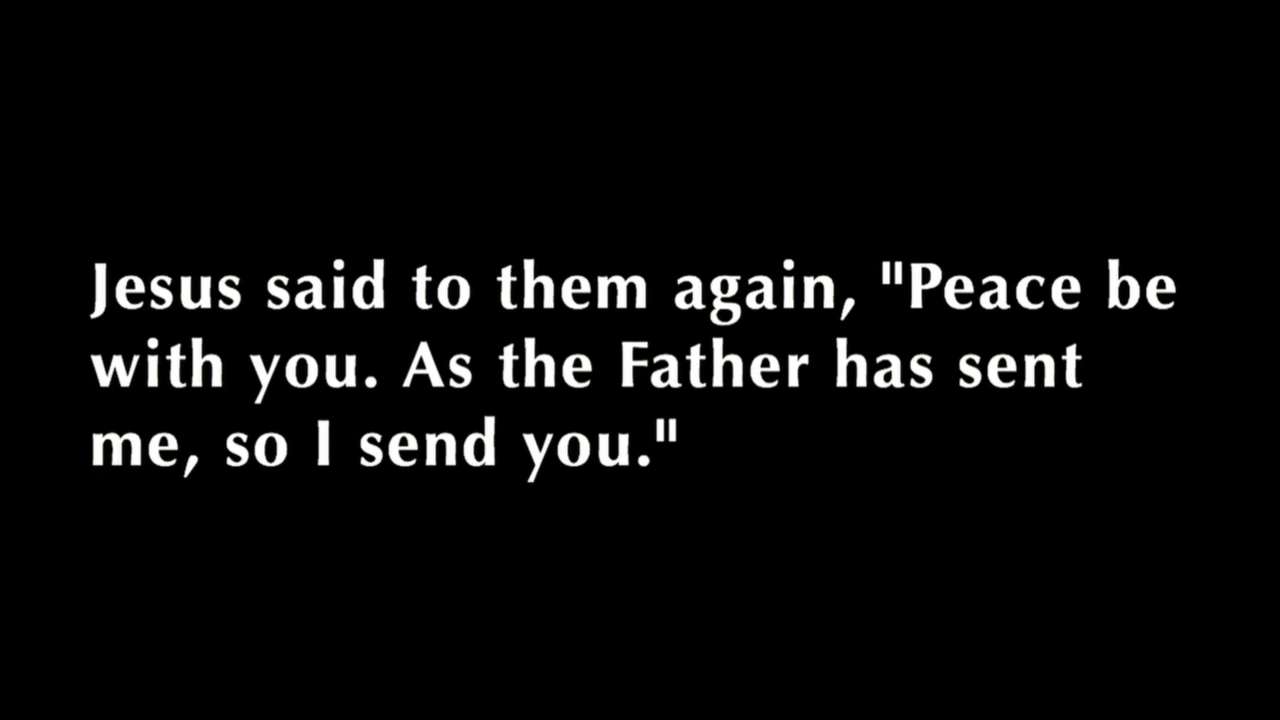 Jesus said to them again, "Peace be
with you. As the Father has sent
me, so I send you."